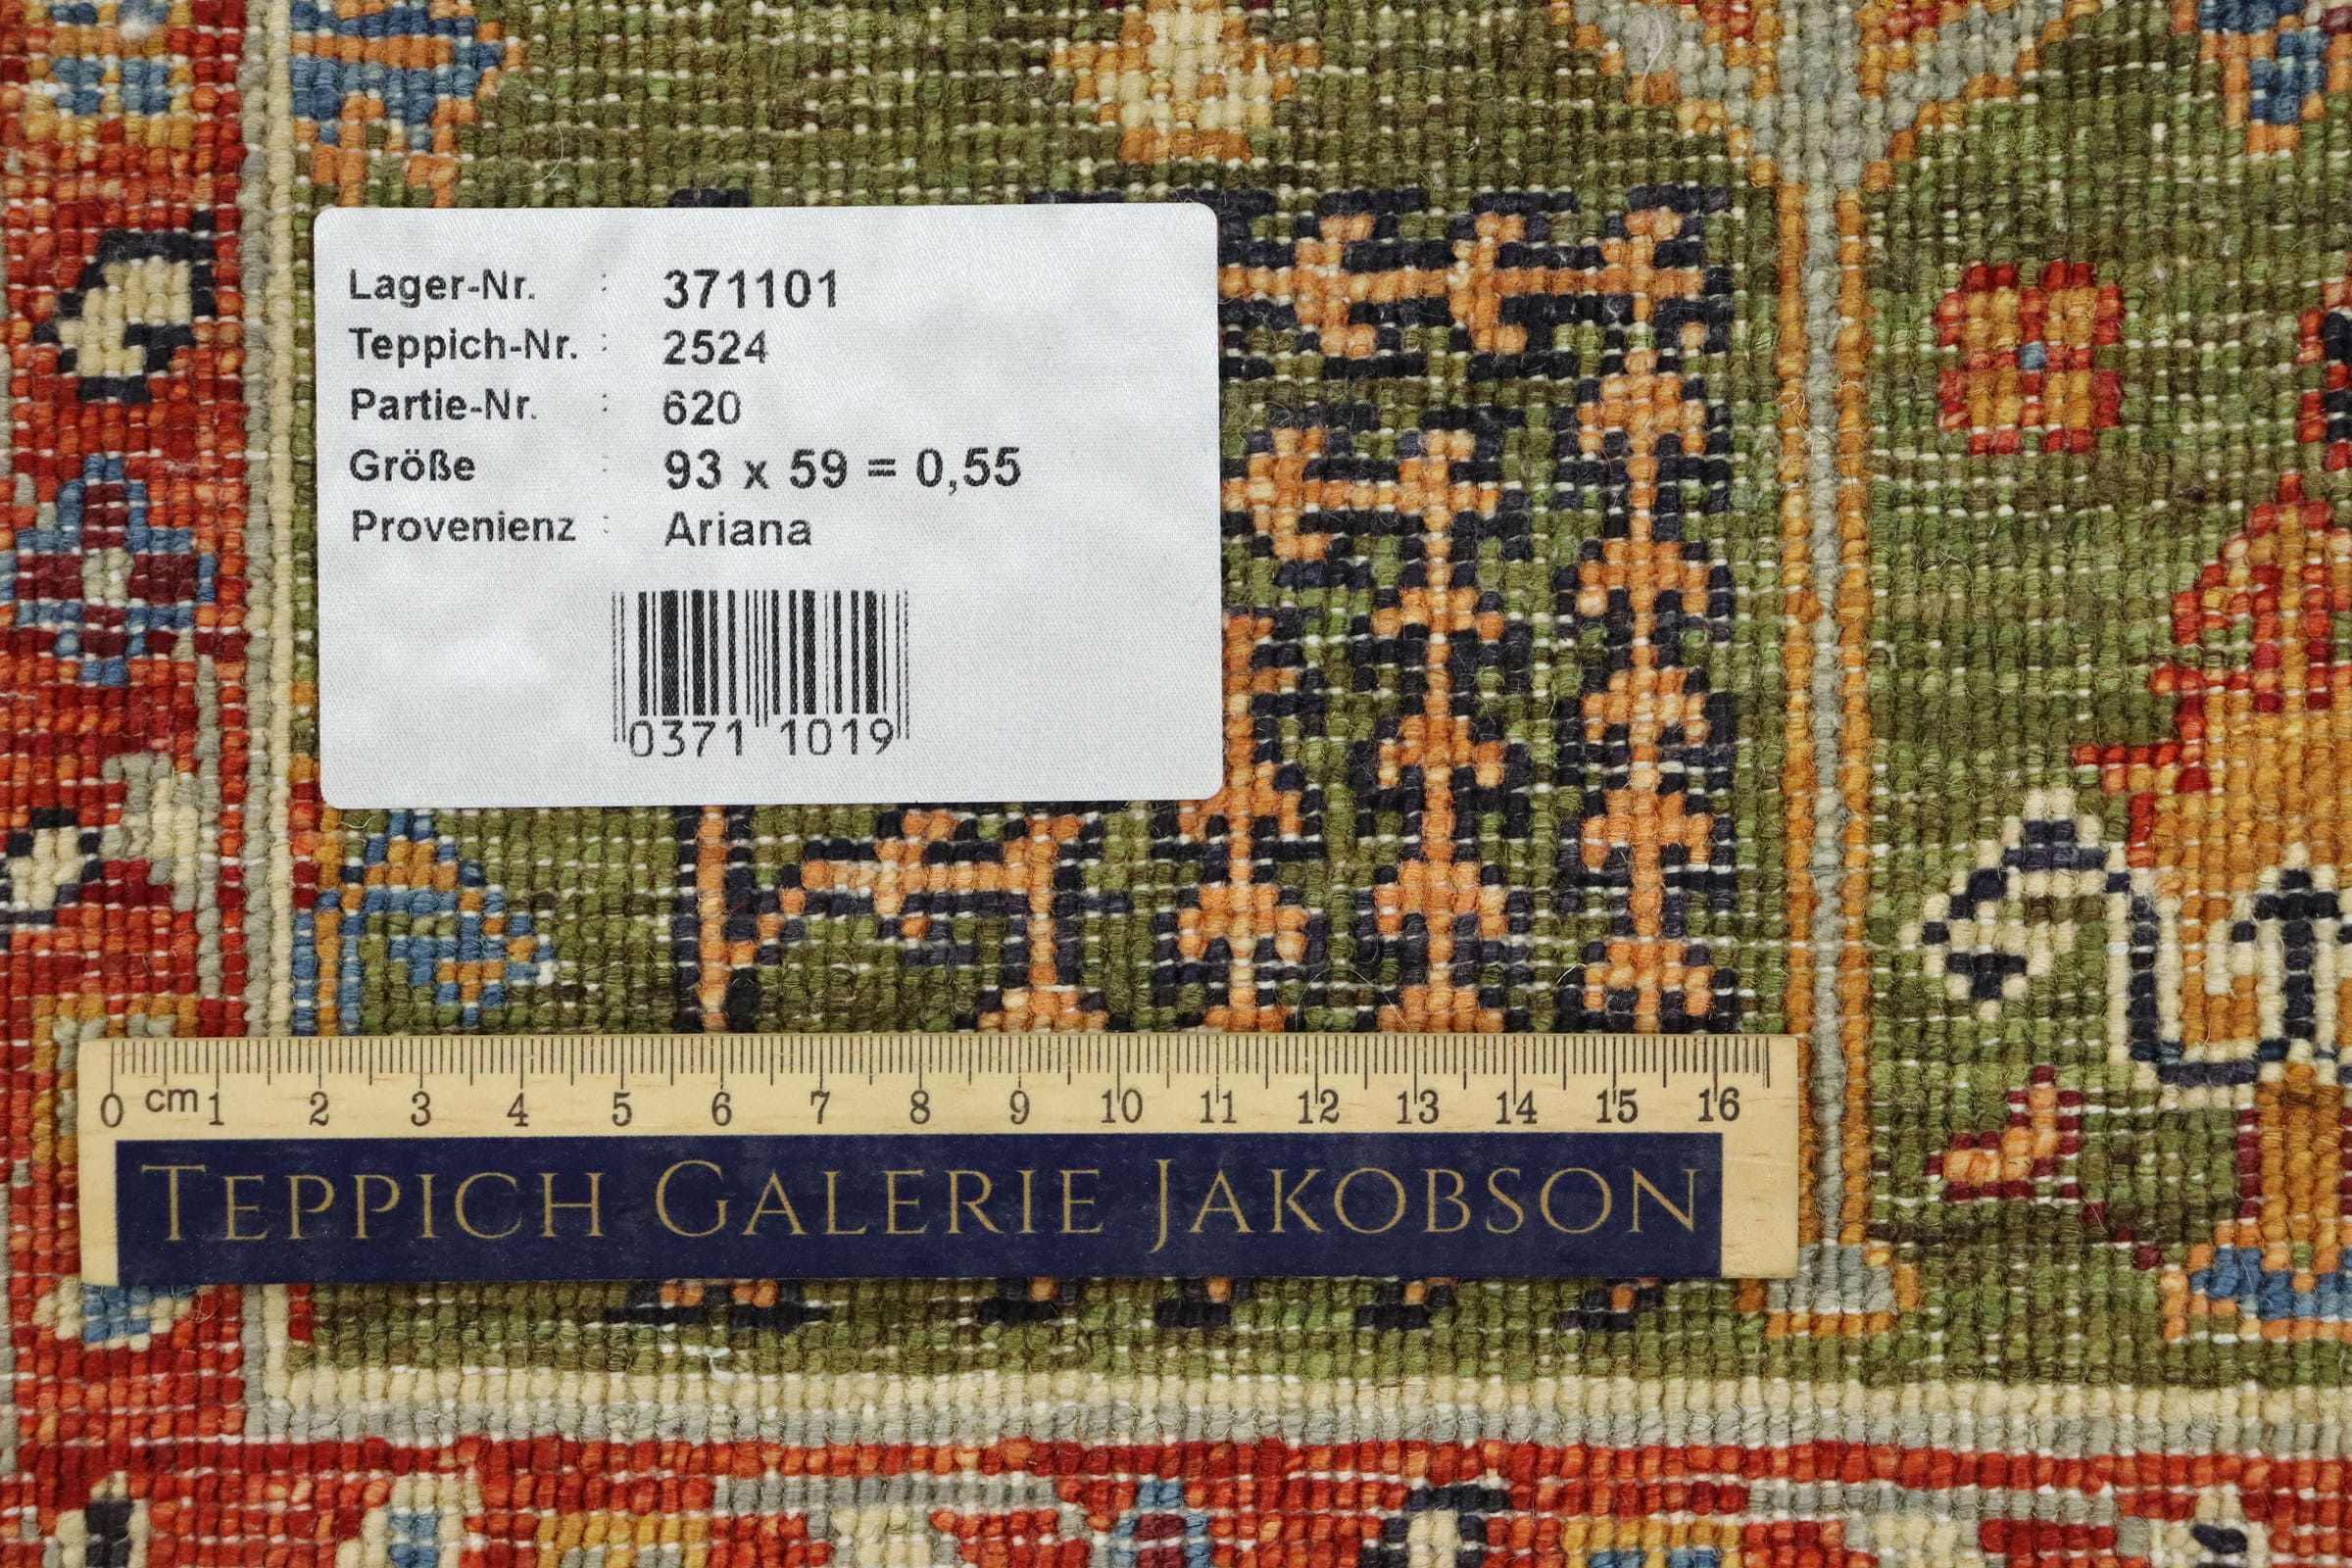 Lager-Nr. : 371101
Teppich-Nr. : 2524
Partie-Nr. : 620
Größe : 93 x 59 = 0,55
Provenienz : Ariana
0371 1019
0 cm 1 2 3 4 5 6 7 8 9 10 11 12 13 14 15 16
TEPPICH GALERIE JAKOBSON